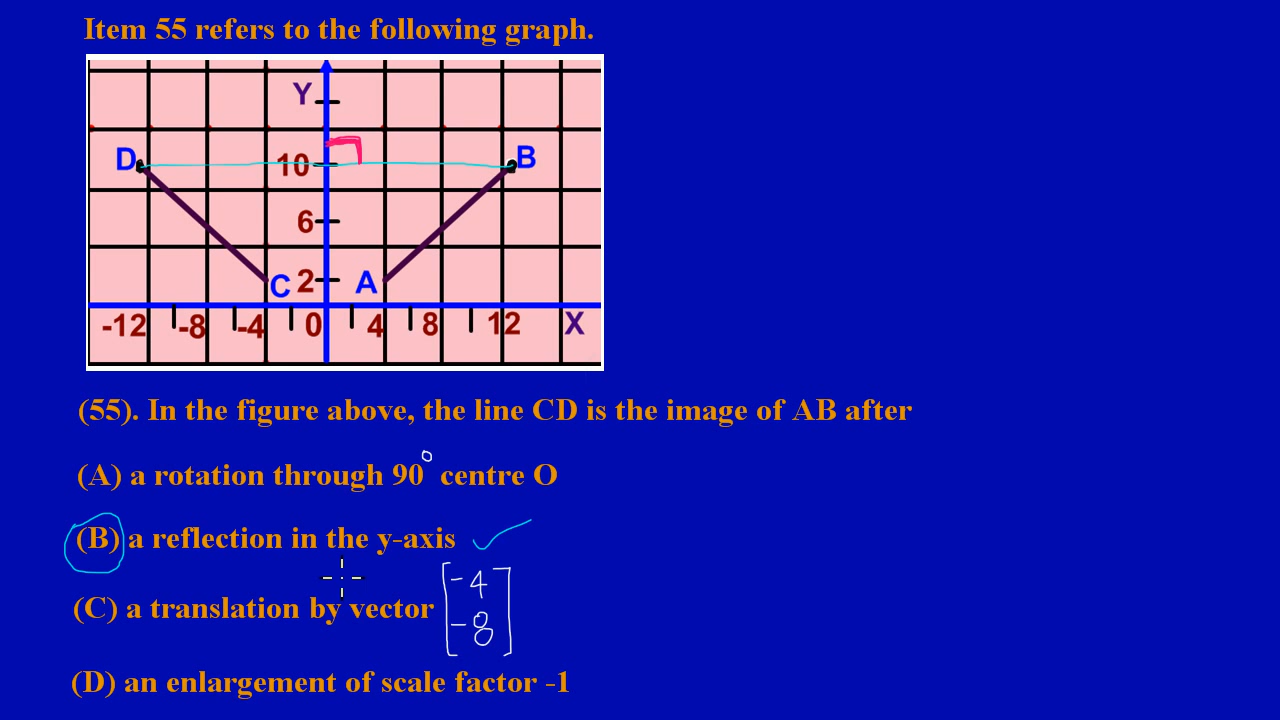 Item 55 refers to the following graph.
Y
D 10 B
6
C 2 A
-12 -8 -4 0 4 8 12 X
(55). In the figure above, the line CD is the image of AB after
(A) a rotation through 90° centre O
(B) a reflection in the y-axis ✓
(C) a translation by vector [-4
-8]
(D) an enlargement of scale factor -1